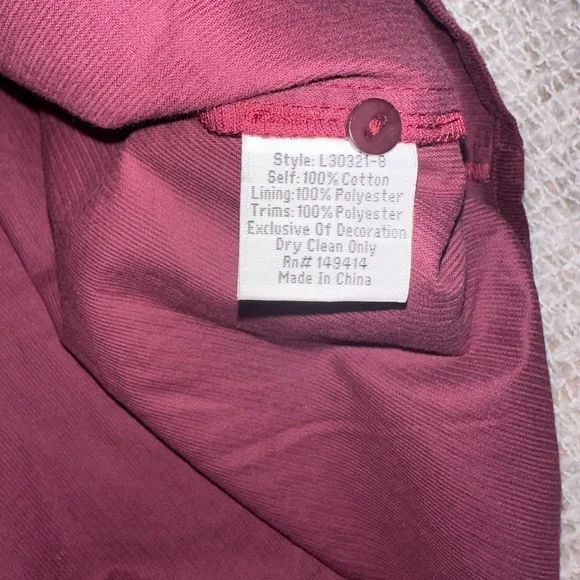 Style: L30321-8
Self: 100% Cotton
Lining:100% Polyester
Trims: 100% Polyester
Exclusive Of Decoration
Dry Clean Only
Rn# 149414
Made In China